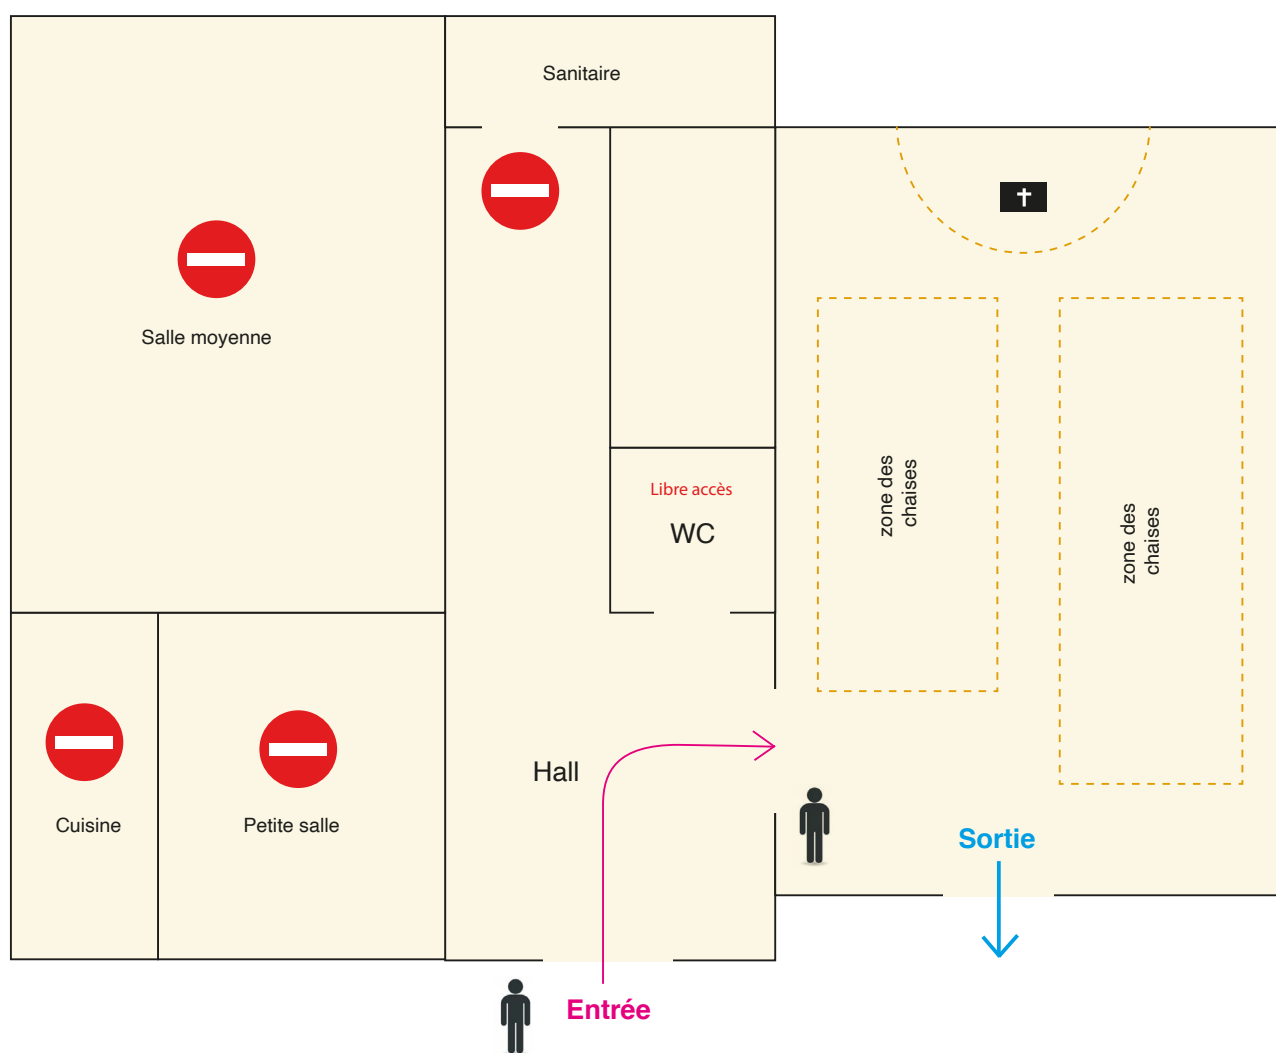 Sanitaire
Salle moyenne
Libre accès
WC
zone des
chaises
zone des
chaises
Hall
Cuisine
Petite salle
Sortie
Entrée